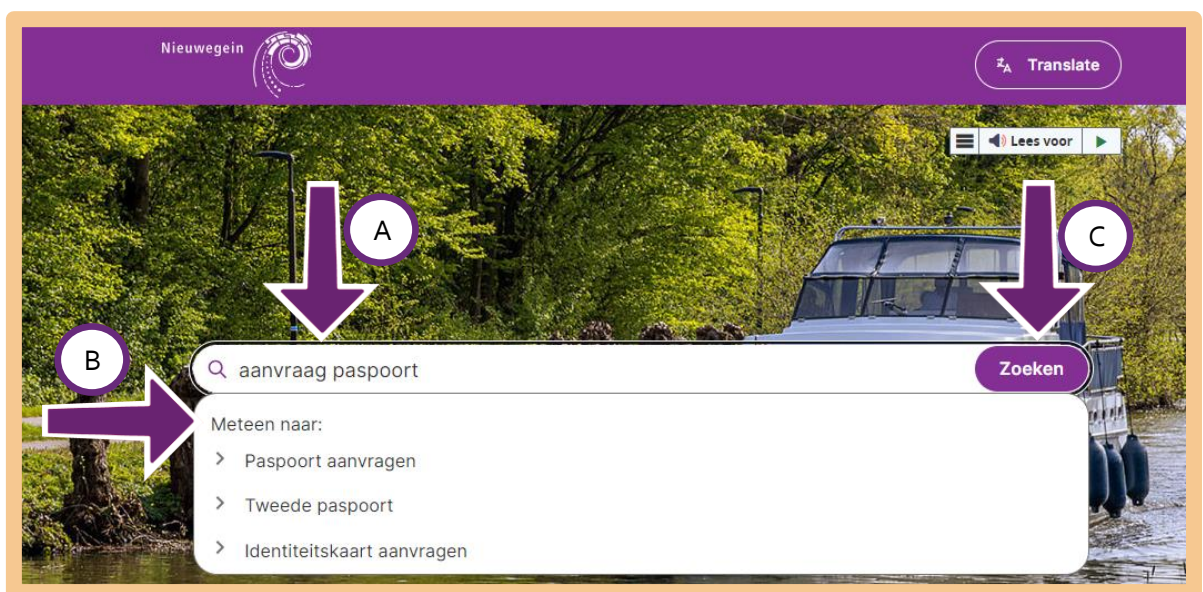 Nieuwegein
Translate
Lees voor
A
C
B
aanvraag paspoort
Zoeken
Meteen naar:
Paspoort aanvragen
Tweede paspoort
Identiteitskaart aanvragen